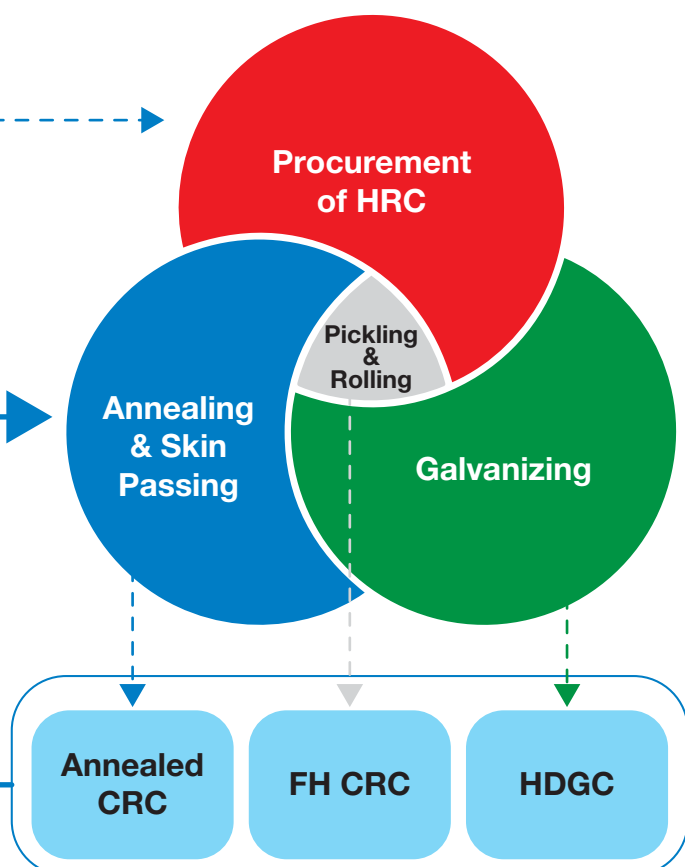 Procurement
of HRC
Pickling
&
Rolling
Annealing
& Skin
Passing
Galvanizing
Annealed
CRC
FH CRC
HDGC